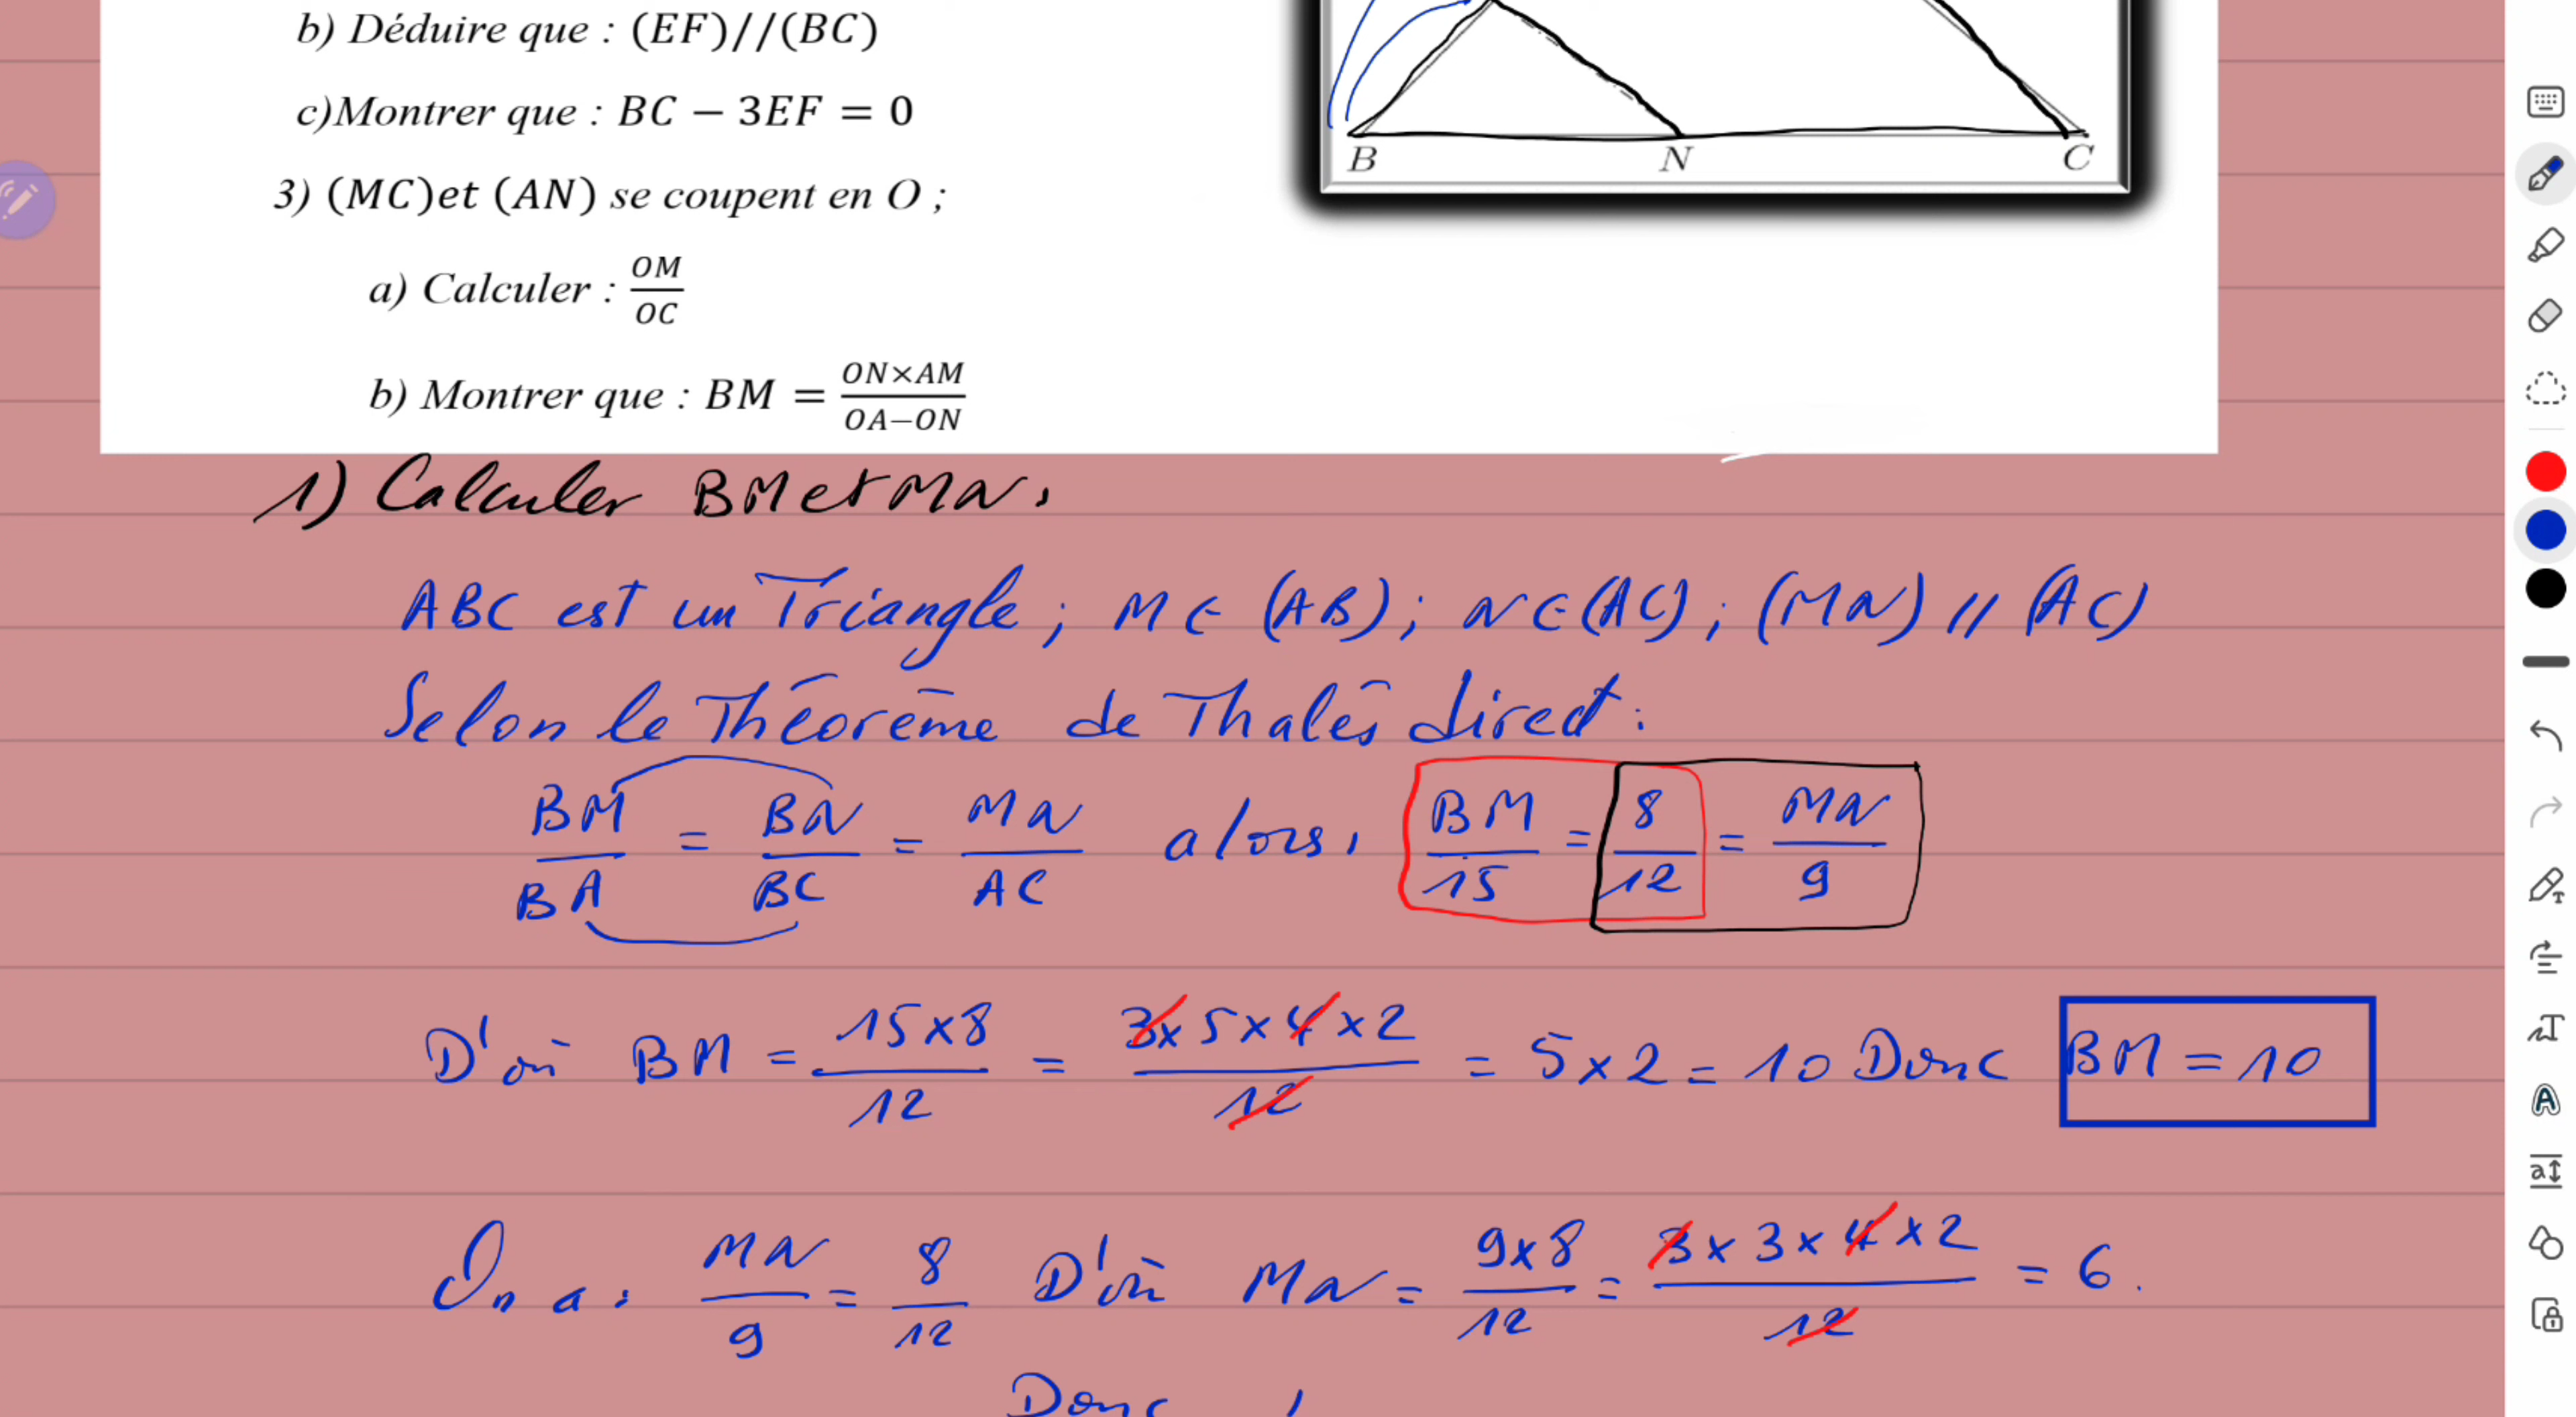 b) Déduire que : (EF)//(BC)
c)Montrer que : BC − 3EF = 0
3) (MC)et (AN) se coupent en O ;
a) Calculer : OM/OC
b) Montrer que : BM = ON×AM/OA−ON
B N C
1) Calculer BM et MN.
ABC est un Triangle ; M ∈ (AB) ; N ∈ (AC) ; (MN) // (AC)
Selon le Théorème de Thalès direct :
BM/BA = BN/BC = MN/AC alors, BM/15 = 8/12 = MN/9
D'où BM = 15×8/12 = 3×5×4×2/12 = 5×2 = 10 Donc BM = 10
On a : MN/9 = 8/12 D'où MN = 9×8/12 = 3×3×4×2/12 = 6.
Donc